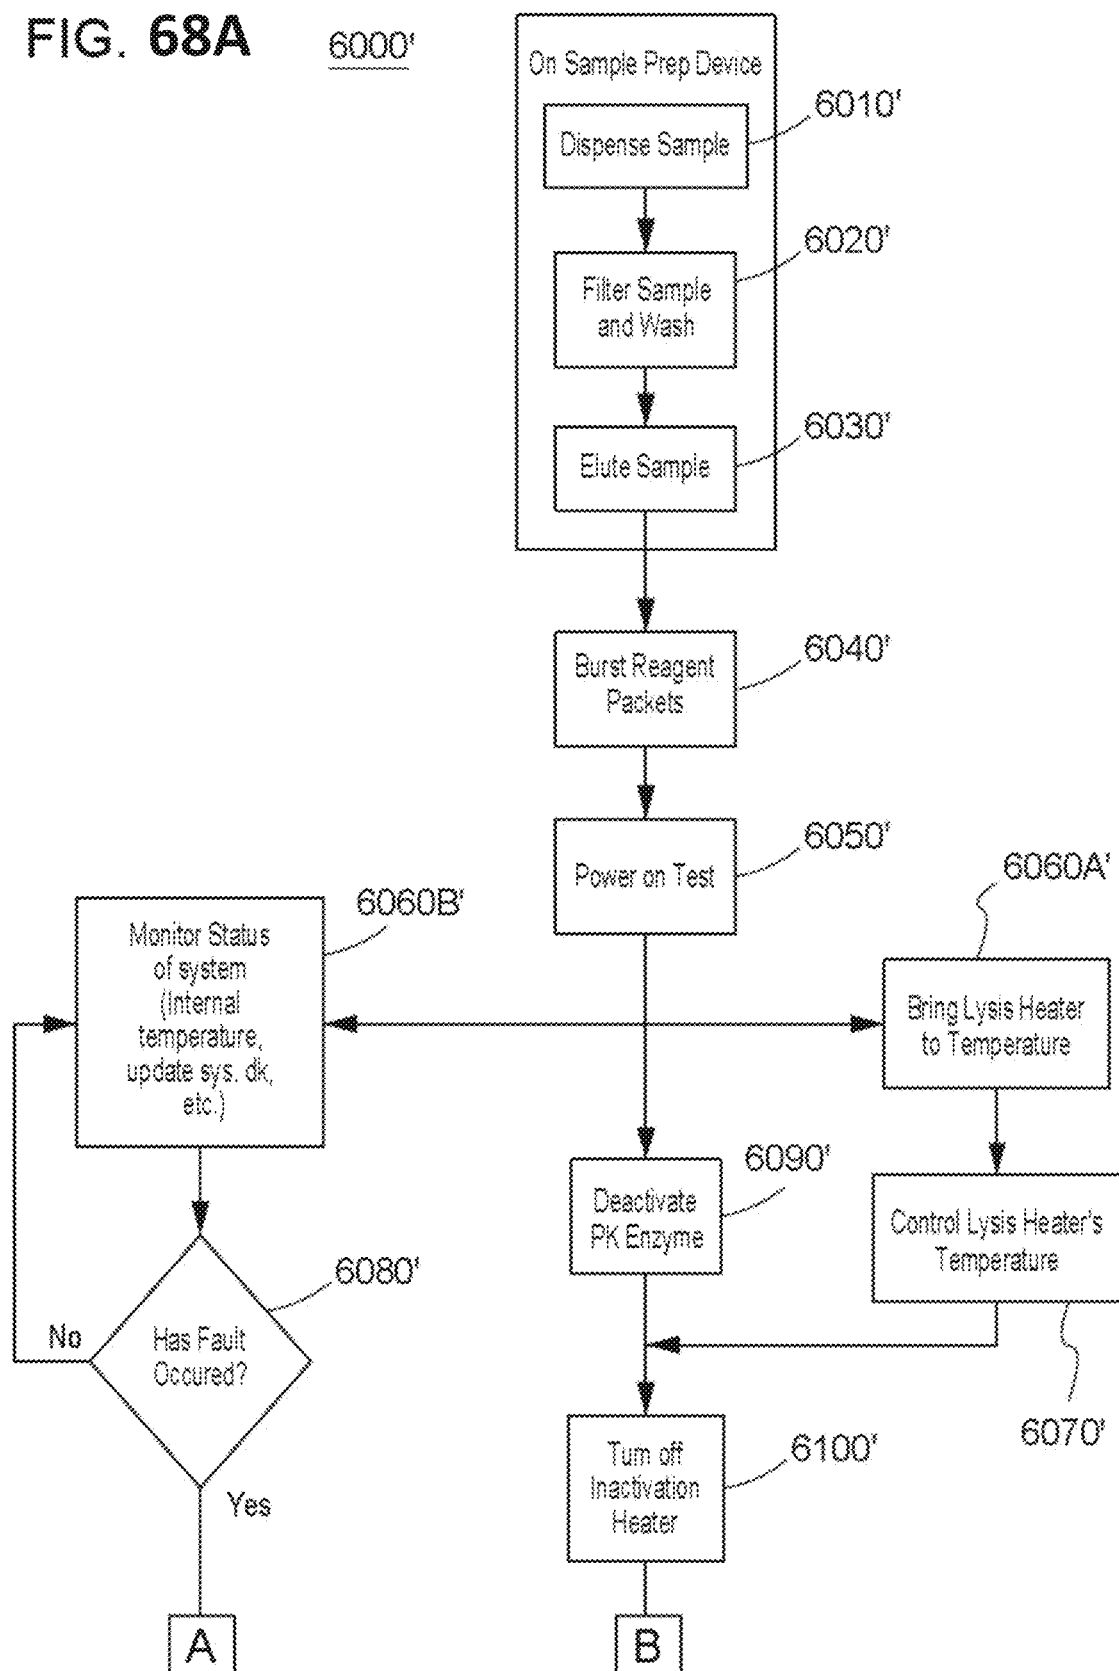 FIG. 68A
6000'
On Sample Prep Device
6010'
Dispense Sample
6020'
Filter Sample
and Wash
6030'
Elute Sample
6040'
Burst Reagent
Packets
6050'
Power on Test
6060A'
6060B'
Monitor Status
of system
(Internal
temperature,
update sys. dk,
etc.)
Bring Lysis Heater
to Temperature
6090'
Deactivate
PK Enzyme
Control Lysis Heater's
Temperature
6080'
No
Has Fault
Occured?
6070'
6100'
Turn off
Inactivation
Heater
Yes
A
B